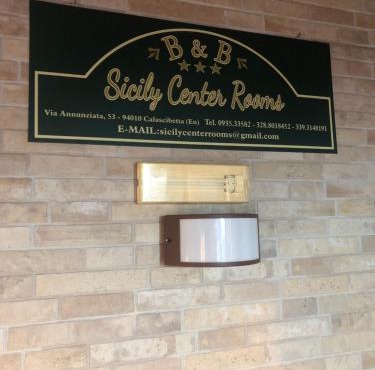 B & B
Sicily Center Rooms
Via Annunziata, 53 - 94010 Calascibetta (En) Tel. 0935.33582 - 328.8018452 - 339.3148191
E-MAIL:sicilycenterrooms@gmail.com